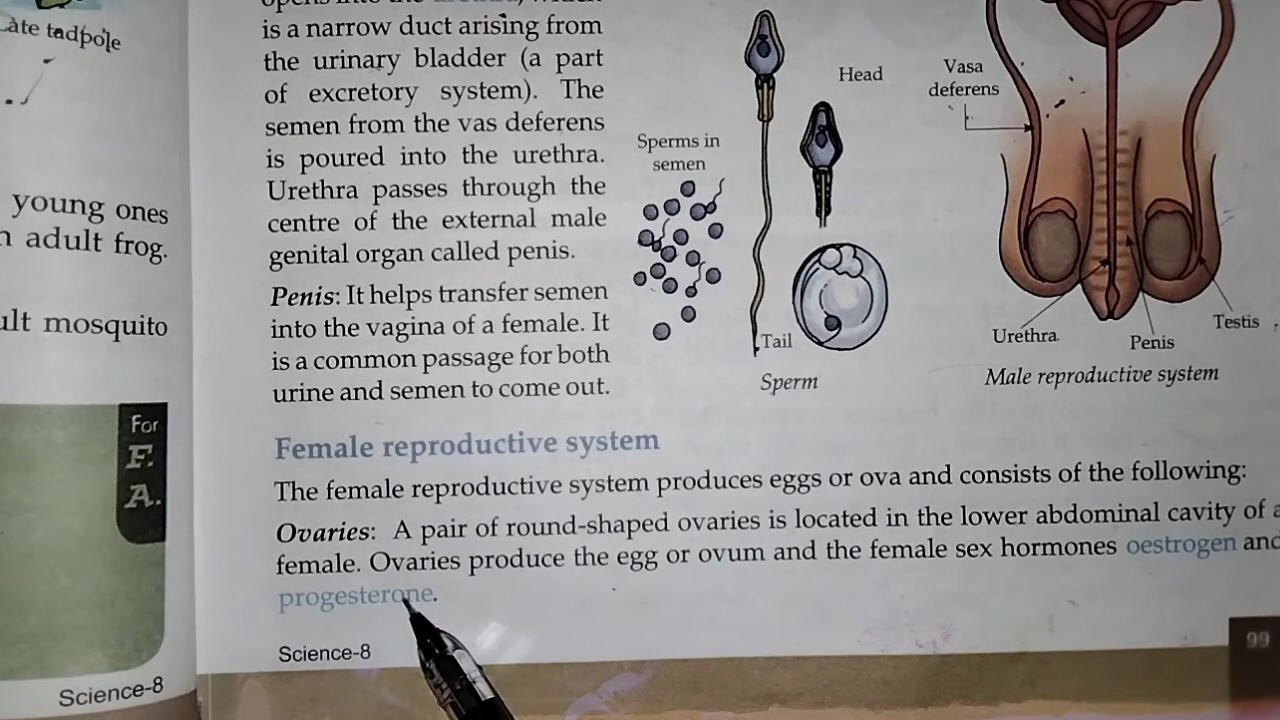 Late tadpole
young ones
adult frog.
mosquito
For
F.
A.
Science-8
is a narrow duct arising from
the urinary bladder (a part
of excretory system). The
semen from the vas deferens
is poured into the urethra.
Urethra passes through the
centre of the external male
genital organ called penis.
Penis: It helps transfer semen
into the vagina of a female. It
is a common passage for both
urine and semen to come out.
Sperms in
semen
Head
Tail
Sperm
Vasa
deferens
Urethra
Penis
Testis
Male reproductive system
Female reproductive system
The female reproductive system produces eggs or ova and consists of the following:
Ovaries: A pair of round-shaped ovaries is located in the lower abdominal cavity of a
female. Ovaries produce the egg or ovum and the female sex hormones oestrogen and
progesterone.
Science-8
99